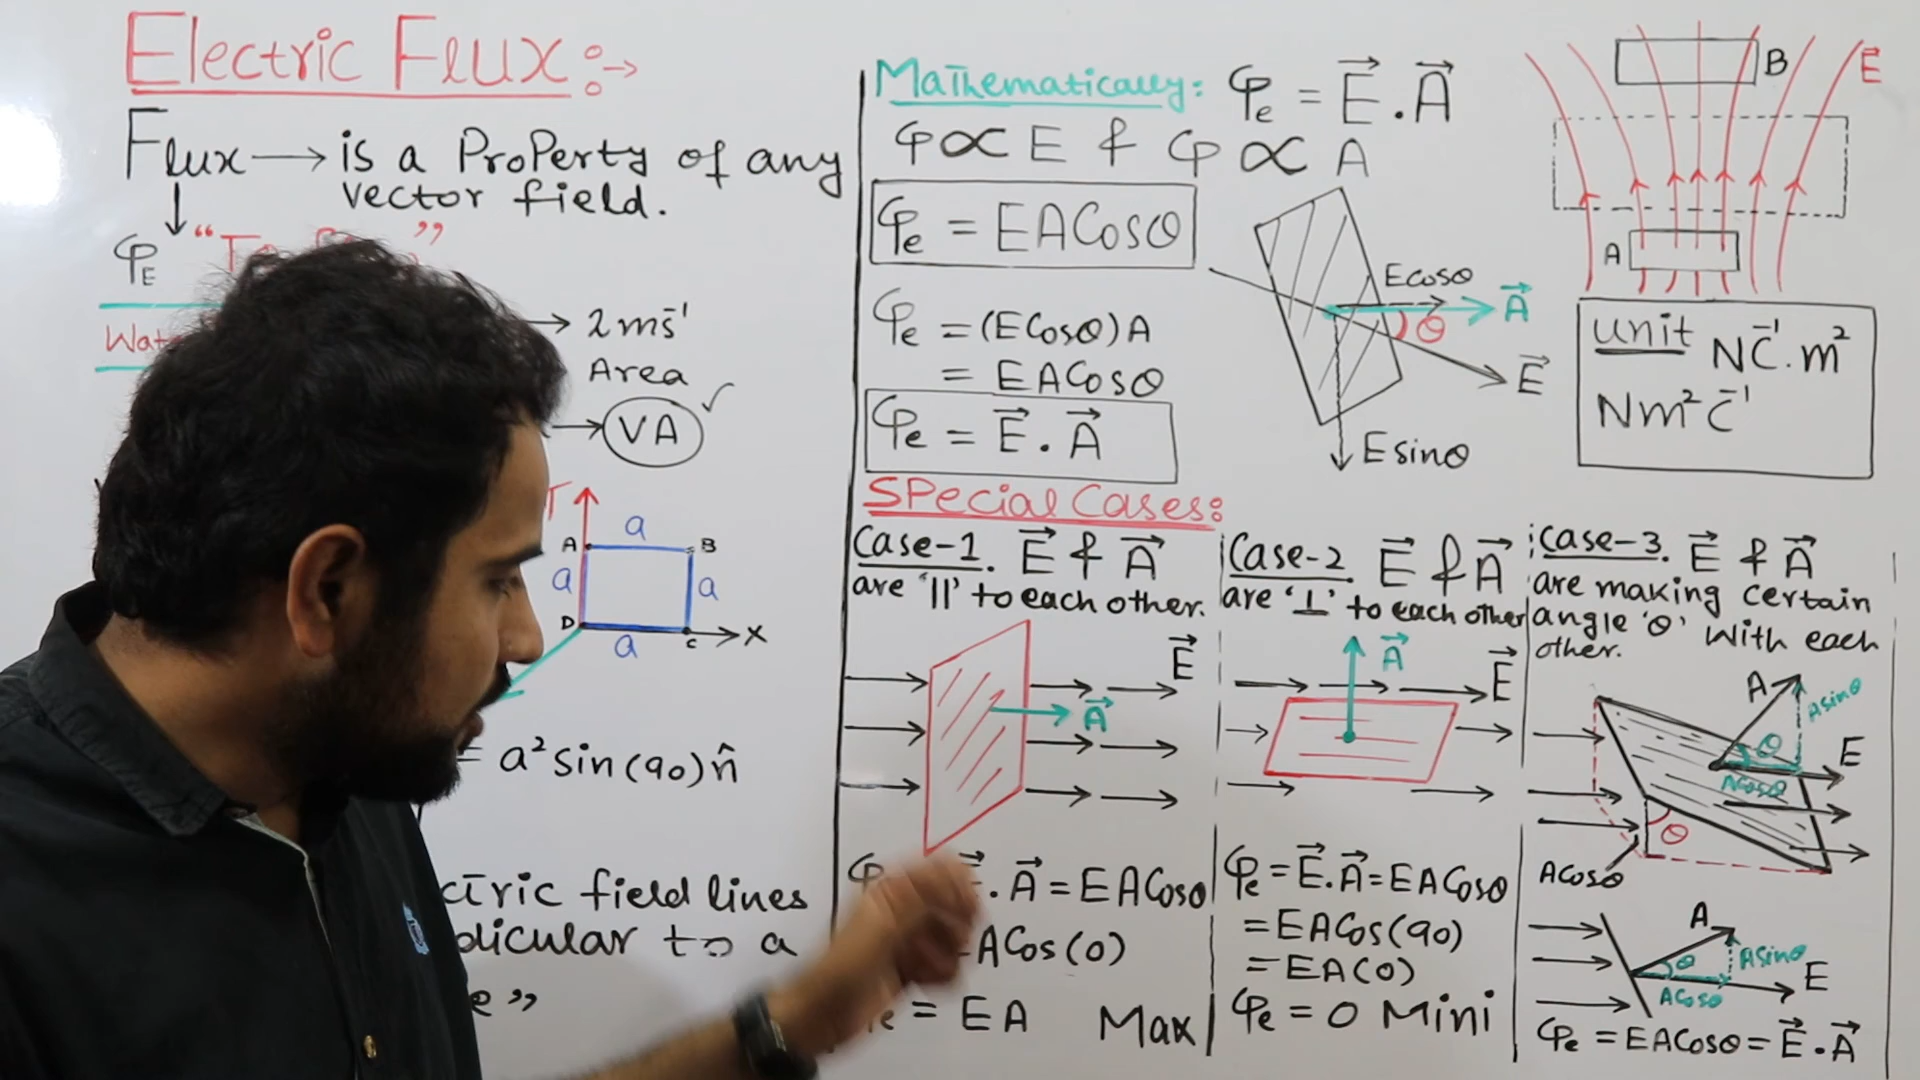 Electric Flux:→
Flux → is a Property of any
vector field.
φE
2ms⁻¹
Area
VA ✓
a
A B
a a
D C X
a
= a² sin(90) n̂
ctric field lines
dicular to a
e”
Mathematically: φe = E⃗ . A⃗
φ ∝ E & φ ∝ A
φe = EACosθ
φe = (ECosθ)A
= EACosθ
φe = E⃗ . A⃗
Ecosθ
A⃗
θ
E⃗
Esinθ
B
E⃗
A
unit NC⁻¹.m²
Nm²C⁻¹
Special Cases:
Case-1. E⃗ & A⃗
are ‘||’ to each other.
E⃗
A⃗
. A⃗ = EACosθ
ACos(0)
= EA Max
Case-2. E⃗ & A⃗
are ‘⊥’ to each other
A⃗
E⃗
φe = E⃗.A⃗ = EACosθ
= EACos(90)
= EA(0)
φe = 0 Mini
Case-3. E⃗ & A⃗
are making certain
angle ‘θ’ With each
other.
A
Asinθ
θ
E
Acosθ
θ
Acosθ
A
Asinθ
θ
E
Acosθ
φe = EACosθ = E⃗.A⃗